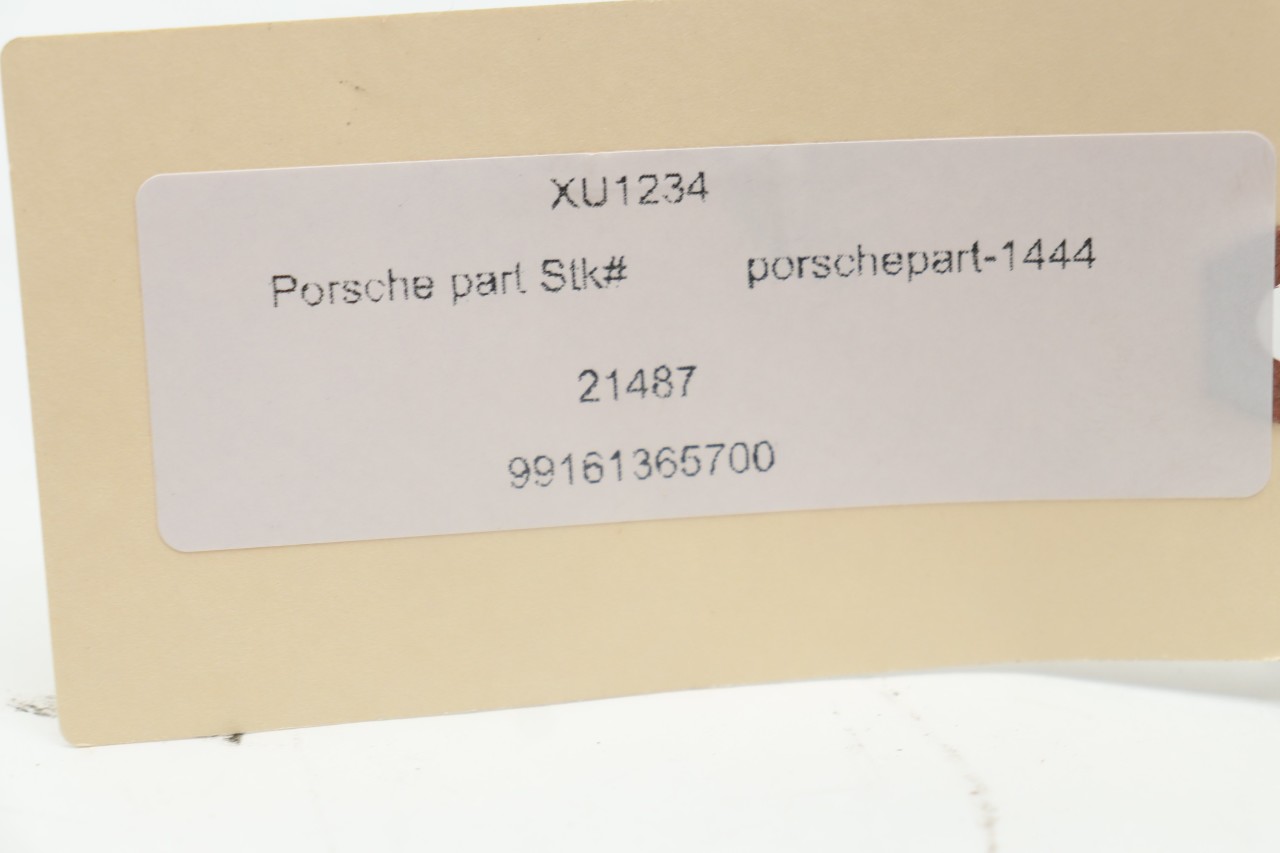 XU1234
Porsche part Stk# porschepart-1444
21487
99161365700